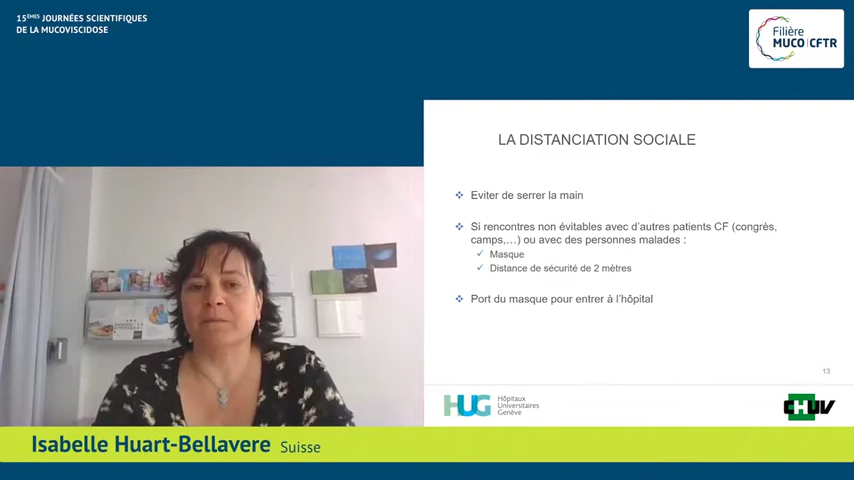 15ÈMES JOURNÉES SCIENTIFIQUES
DE LA MUCOVISCIDOSE
Filière
MUCO|CFTR
LA DISTANCIATION SOCIALE
Eviter de serrer la main
Si rencontres non évitables avec d'autres patients CF (congrès,
camps,...) ou avec des personnes malades :
Masque
Distance de sécurité de 2 mètres
Port du masque pour entrer à l'hôpital
13
HUG
Hôpitaux
Universitaires
Genève
CHUV
Isabelle Huart-Bellavere Suisse